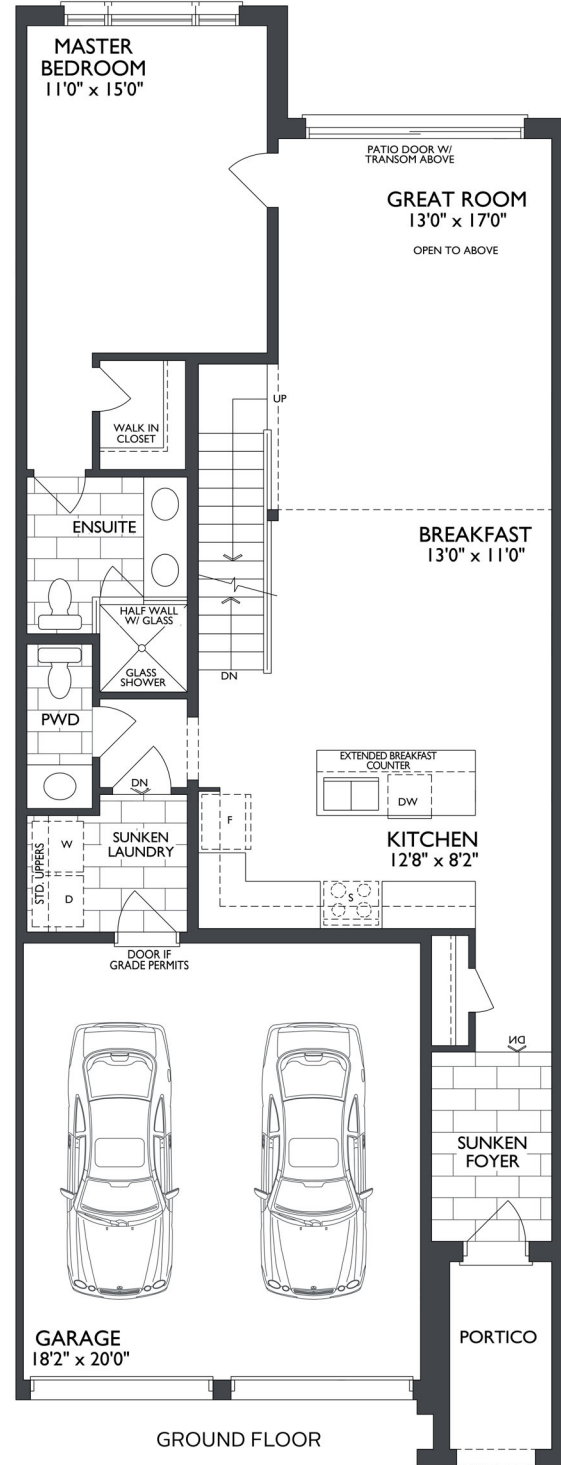 MASTER
BEDROOM
11'0" x 15'0"
PATIO DOOR W/
TRANSOM ABOVE
GREAT ROOM
13'0" x 17'0"
OPEN TO ABOVE
UP
WALK IN
CLOSET
ENSUITE
BREAKFAST
13'0" x 11'0"
HALF WALL
W/ GLASS
GLASS
SHOWER
DN
PWD
DN
EXTENDED BREAKFAST
COUNTER
DW
F
KITCHEN
12'8" x 8'2"
STD. UPPERS
W
D
SUNKEN
LAUNDRY
S
DOOR IF
GRADE PERMITS
DN
SUNKEN
FOYER
PORTICO
GARAGE
18'2" x 20'0"
GROUND FLOOR